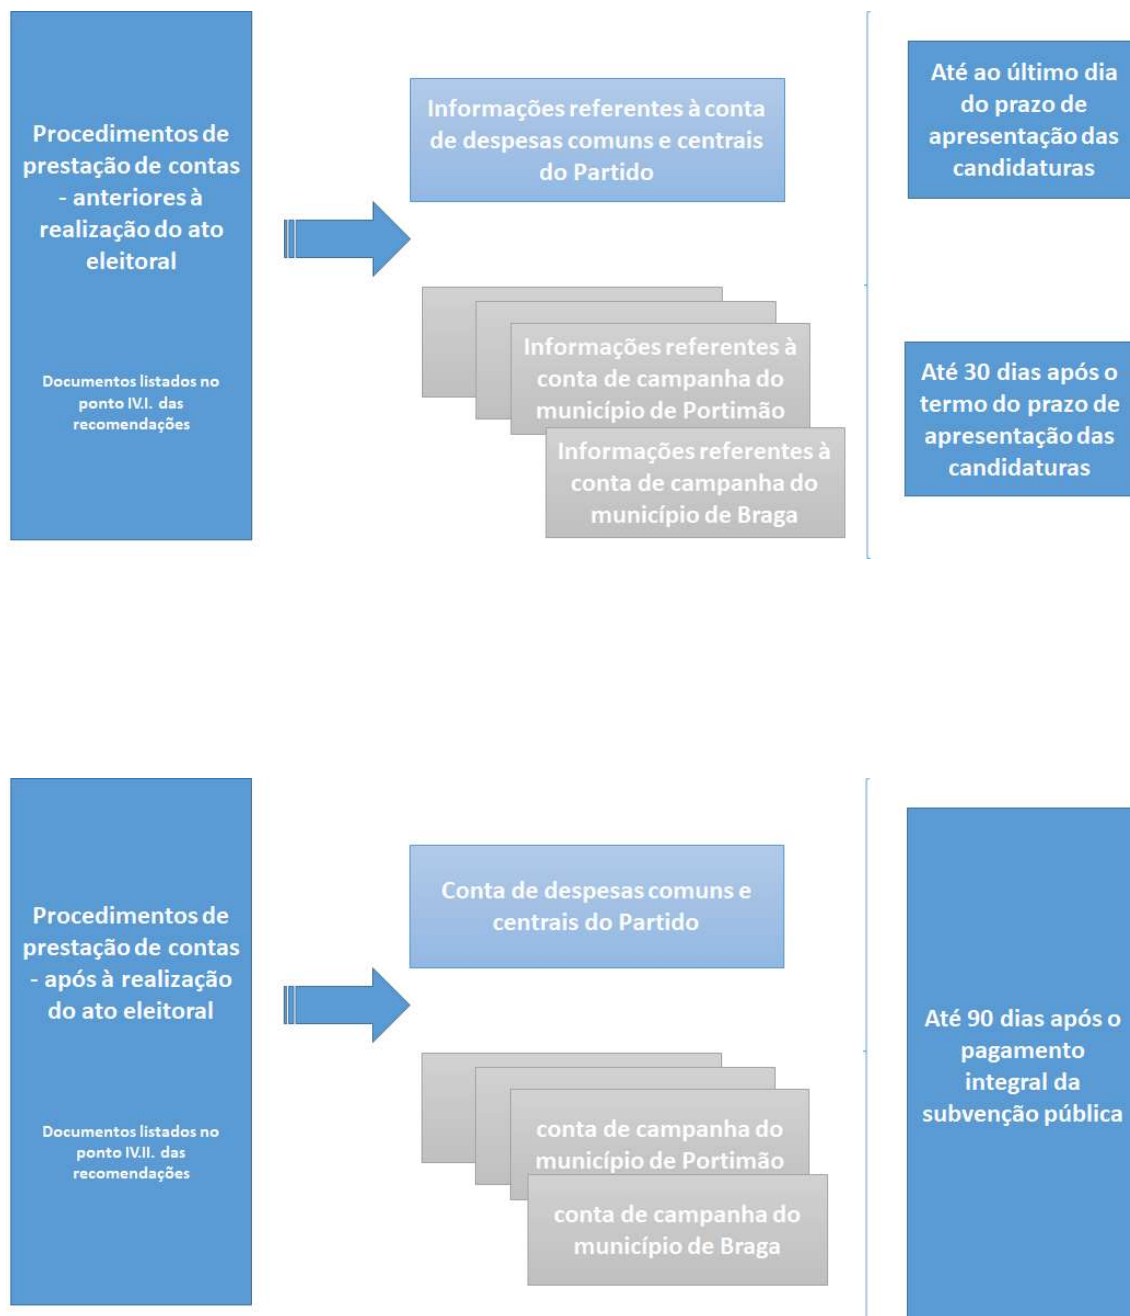 Procedimentos de
prestação de contas
- anteriores à
realização do ato
eleitoral
Documentos listados no
ponto IV.I. das
recomendações
Informações referentes à conta
de despesas comuns e centrais
do Partido
Informações referentes à
conta de campanha do
município de Portimão
Informações referentes à
conta de campanha do
município de Braga
Até ao último dia
do prazo de
apresentação das
candidaturas
Até 30 dias após o
termo do prazo de
apresentação das
candidaturas
Procedimentos de
prestação de contas
- após à realização
do ato eleitoral
Documentos listados no
ponto IV.II. das
recomendações
Conta de despesas comuns e
centrais do Partido
conta de campanha do
município de Portimão
conta de campanha do
município de Braga
Até 90 dias após o
pagamento
integral da
subvenção pública